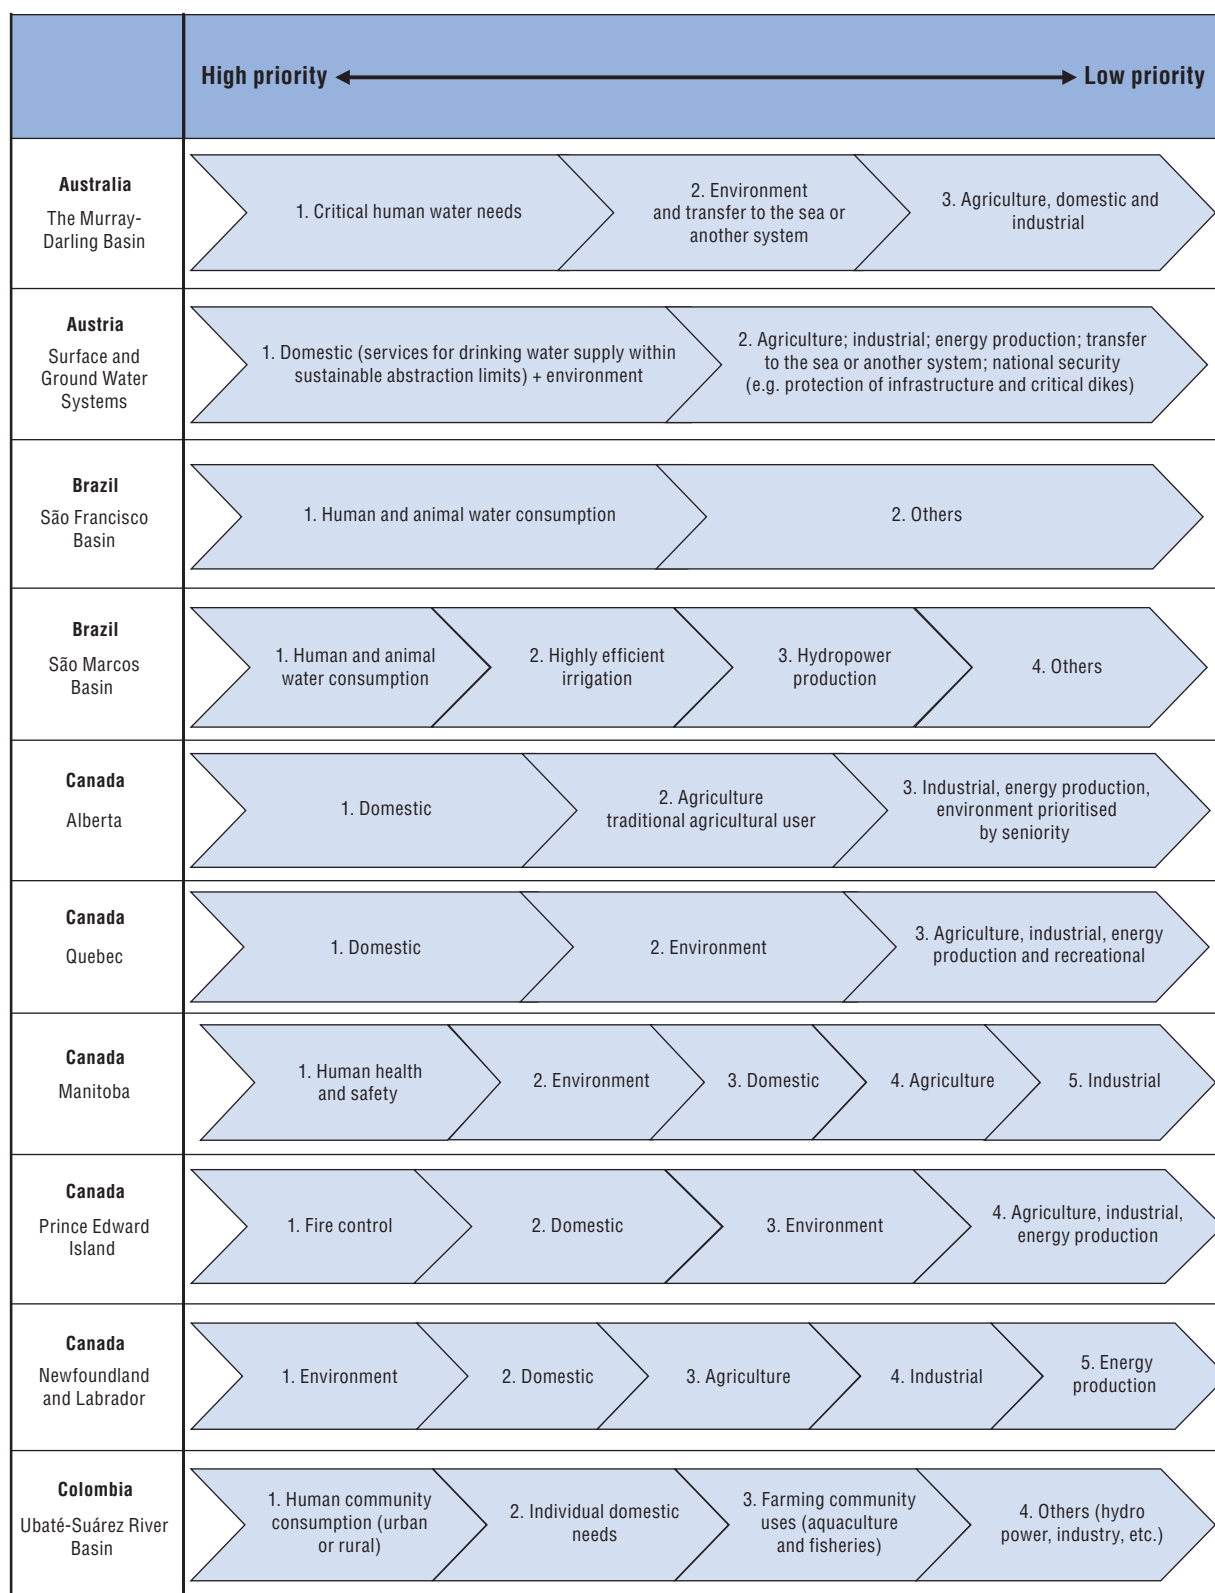 High priority
Low priority
Australia
The Murray-
Darling Basin
1. Critical human water needs
2. Environment
and transfer to the sea or
another system
3. Agriculture, domestic and
industrial
Austria
Surface and
Ground Water
Systems
1. Domestic (services for drinking water supply within
sustainable abstraction limits) + environment
2. Agriculture; industrial; energy production; transfer
to the sea or another system; national security
(e.g. protection of infrastructure and critical dikes)
Brazil
São Francisco
Basin
1. Human and animal water consumption
2. Others
Brazil
São Marcos
Basin
1. Human and animal
water consumption
2. Highly efficient
irrigation
3. Hydropower
production
4. Others
Canada
Alberta
1. Domestic
2. Agriculture
traditional agricultural user
3. Industrial, energy production,
environment prioritised
by seniority
Canada
Quebec
1. Domestic
2. Environment
3. Agriculture, industrial, energy
production and recreational
Canada
Manitoba
1. Human health
and safety
2. Environment
3. Domestic
4. Agriculture
5. Industrial
Canada
Prince Edward
Island
1. Fire control
2. Domestic
3. Environment
4. Agriculture, industrial,
energy production
Canada
Newfoundland
and Labrador
1. Environment
2. Domestic
3. Agriculture
4. Industrial
5. Energy
production
Colombia
Ubaté-Suárez River
Basin
1. Human community
consumption (urban
or rural)
2. Individual domestic
needs
3. Farming community
uses (aquaculture
and fisheries)
4. Others (hydro
power, industry, etc.)